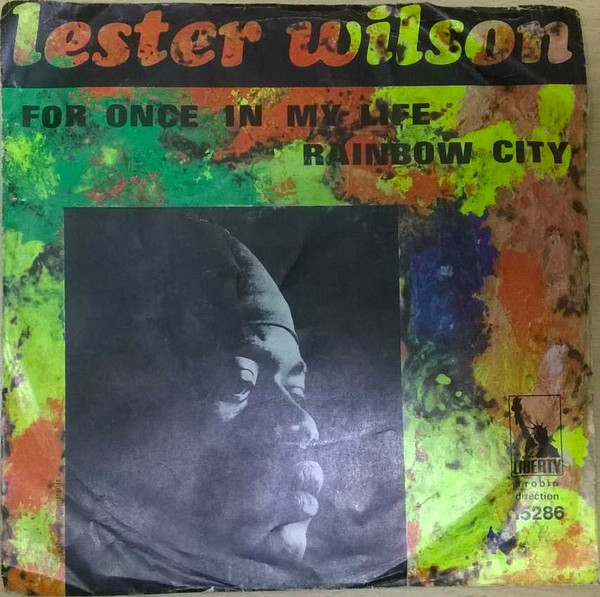 lester wilson
FOR ONCE IN MY LIFE
RAINBOW CITY
LIBERTY
robin
direction
15286